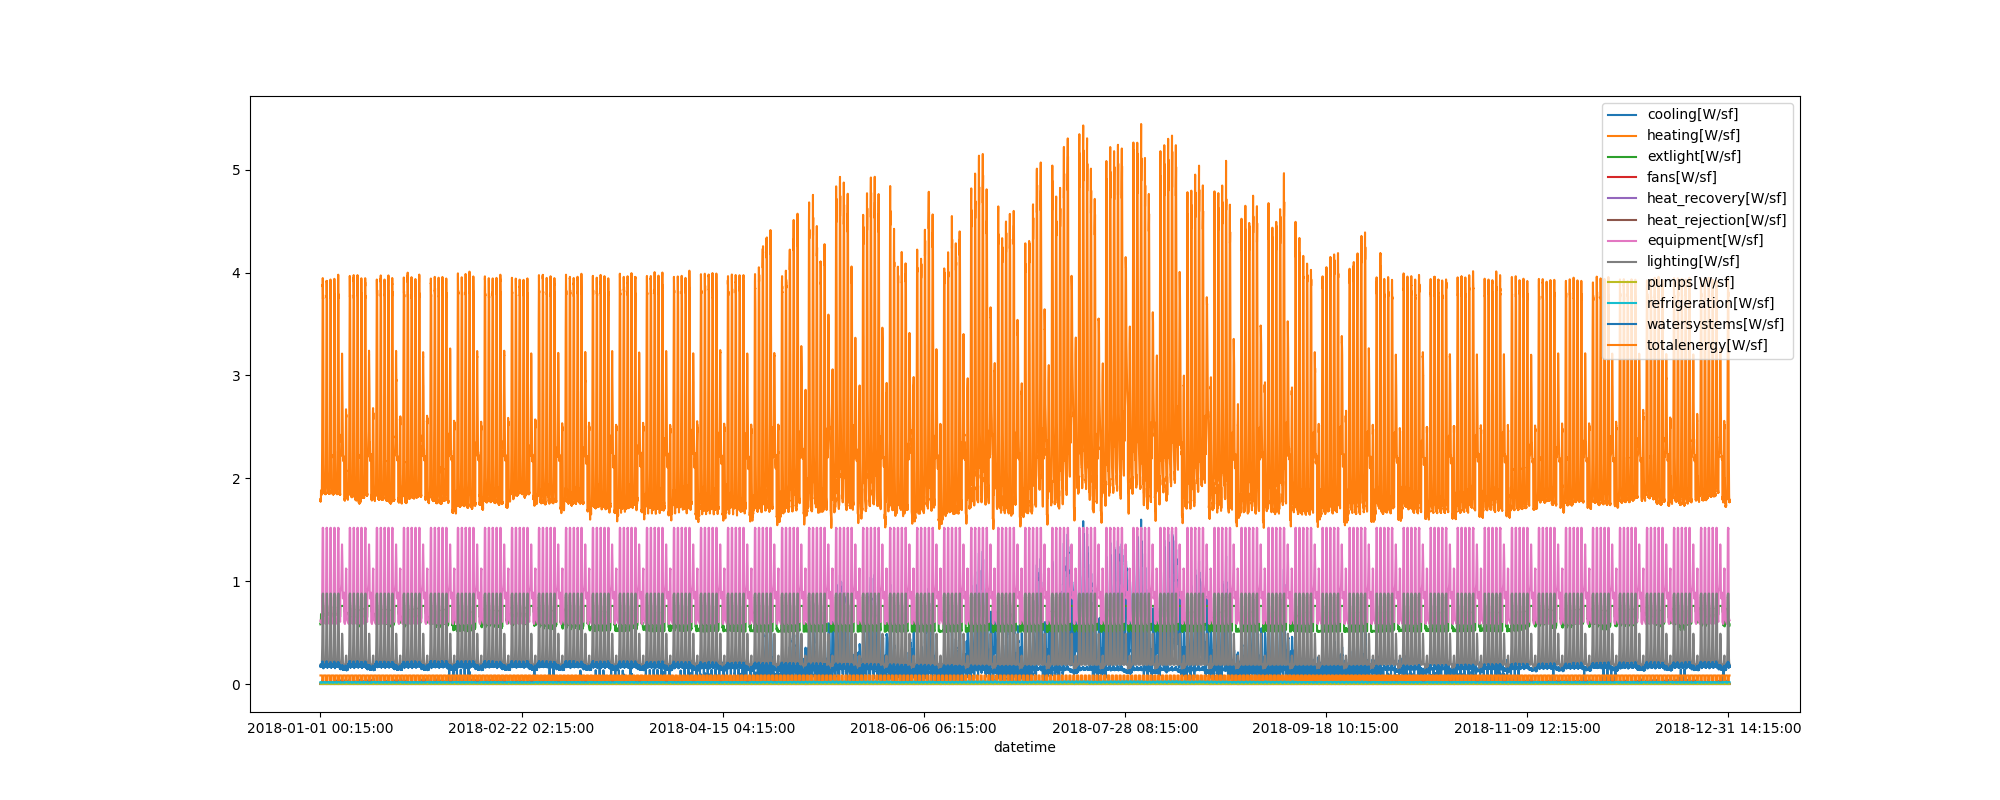 cooling[W/sf]
heating[W/sf]
extlight[W/sf]
fans[W/sf]
heat_recovery[W/sf]
heat_rejection[W/sf]
equipment[W/sf]
lighting[W/sf]
pumps[W/sf]
refrigeration[W/sf]
watersystems[W/sf]
totalenergy[W/sf]
5
4
3
2
1
0
2018-01-01 00:15:00 2018-02-22 02:15:00 2018-04-15 04:15:00 2018-06-06 06:15:00 2018-07-28 08:15:00 2018-09-18 10:15:00 2018-11-09 12:15:00 2018-12-31 14:15:00
datetime